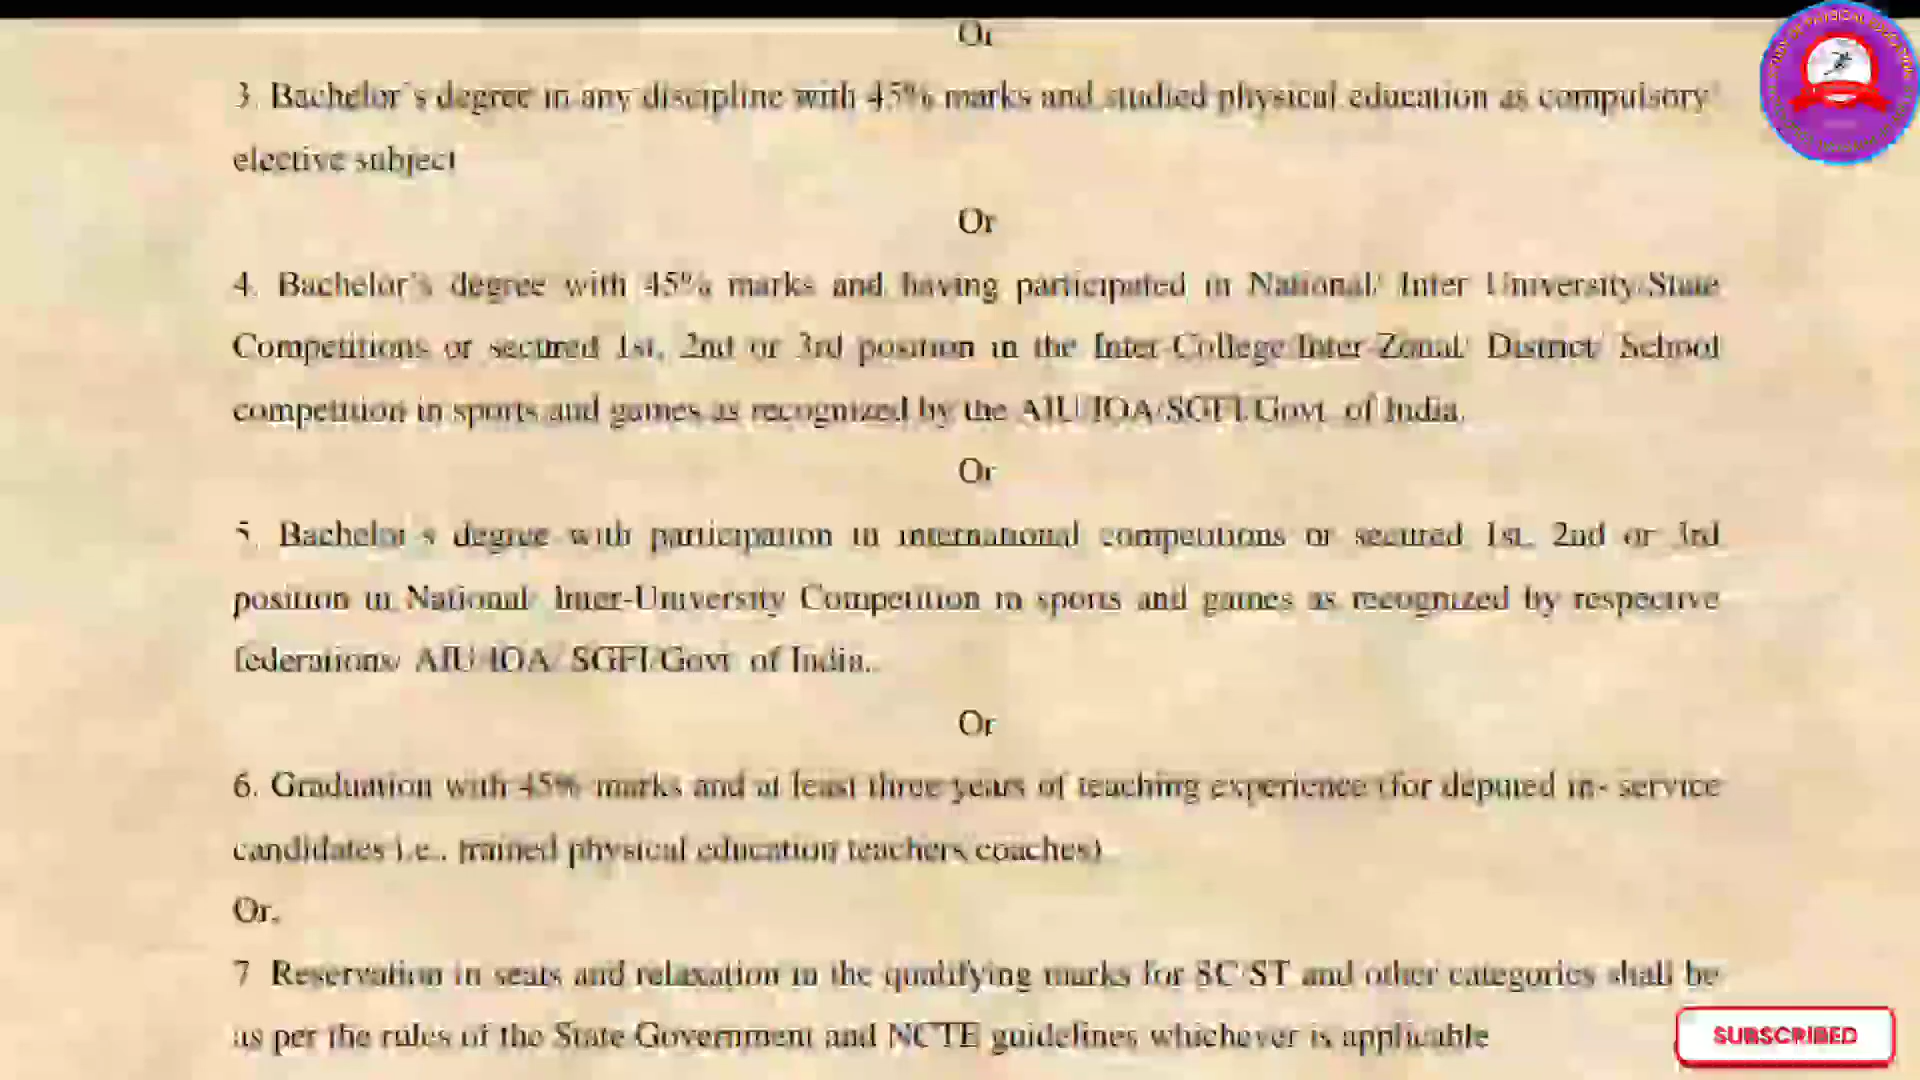 Or
3. Bachelor's degree in any discipline with 45% marks and studied physical education as compulsory/
elective subject
Or
4. Bachelor's degree with 45% marks and having participated in National/ Inter University/State
Competitions or secured 1st, 2nd or 3rd position in the Inter College/Inter Zonal/ District/ School
competition in sports and games as recognized by the AIU/IOA/SGFI/Govt. of India.
Or
5. Bachelor's degree with participation in international competitions or secured 1st, 2nd or 3rd
position in National/ Inter-University Competition in sports and games as recognized by respective
federations/ AIU/IOA/ SGFI/Govt of India..
Or
6. Graduation with 45% marks and at least three years of teaching experience (for deputed in- service
candidates i.e., trained physical education teachers/coaches)
Or.
7. Reservation in seats and relaxation in the qualifying marks for SC/ST and other categories shall be
as per the rules of the State Government and NCTE guidelines whichever is applicable
SUBSCRIBED